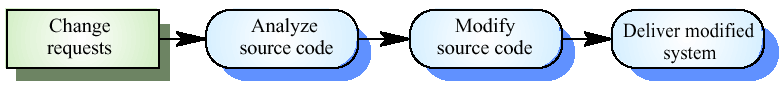 Change
requests
Analyze
source code
Modify
source code
Deliver modified
system